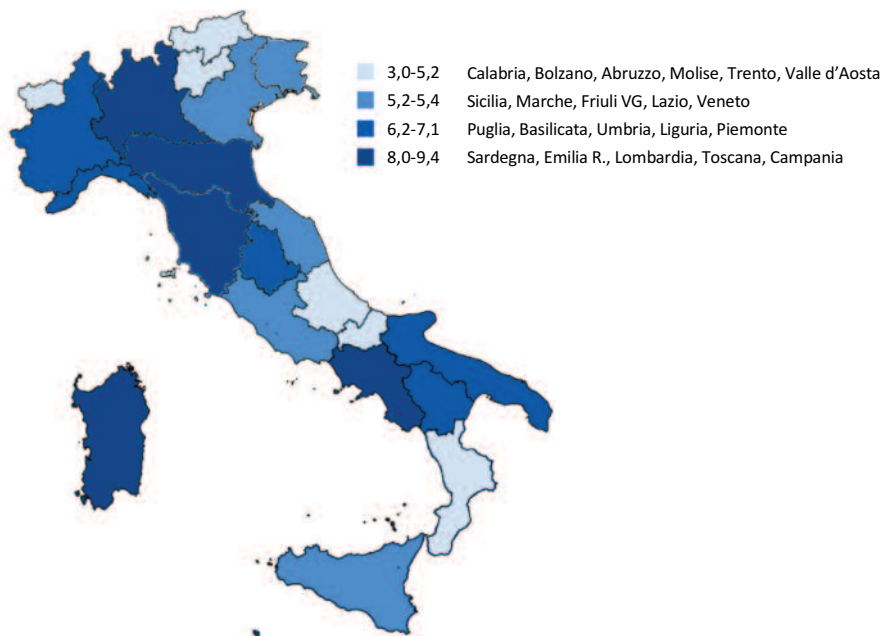 3,0-5,2 Calabria, Bolzano, Abruzzo, Molise, Trento, Valle d’Aosta
5,2-5,4 Sicilia, Marche, Friuli VG, Lazio, Veneto
6,2-7,1 Puglia, Basilicata, Umbria, Liguria, Piemonte
8,0-9,4 Sardegna, Emilia R., Lombardia, Toscana, Campania